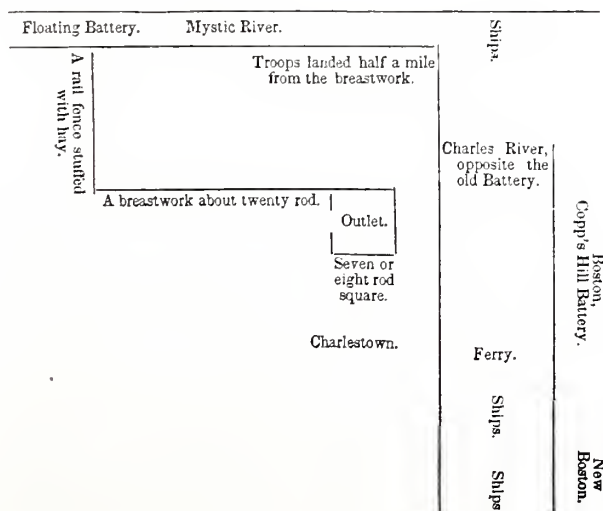 Floating Battery. Mystic River.
Ships.
A rail fence stuffed
with hay.
Troops landed half a mile
from the breastwork.
Charles River,
opposite the
old Battery.
A breastwork about twenty rod.
Outlet.
Seven or
eight rod
square.
Boston,
Copp's Hill Battery.
Charlestown.
Ferry.
Ships.
Ships
New
Boston.